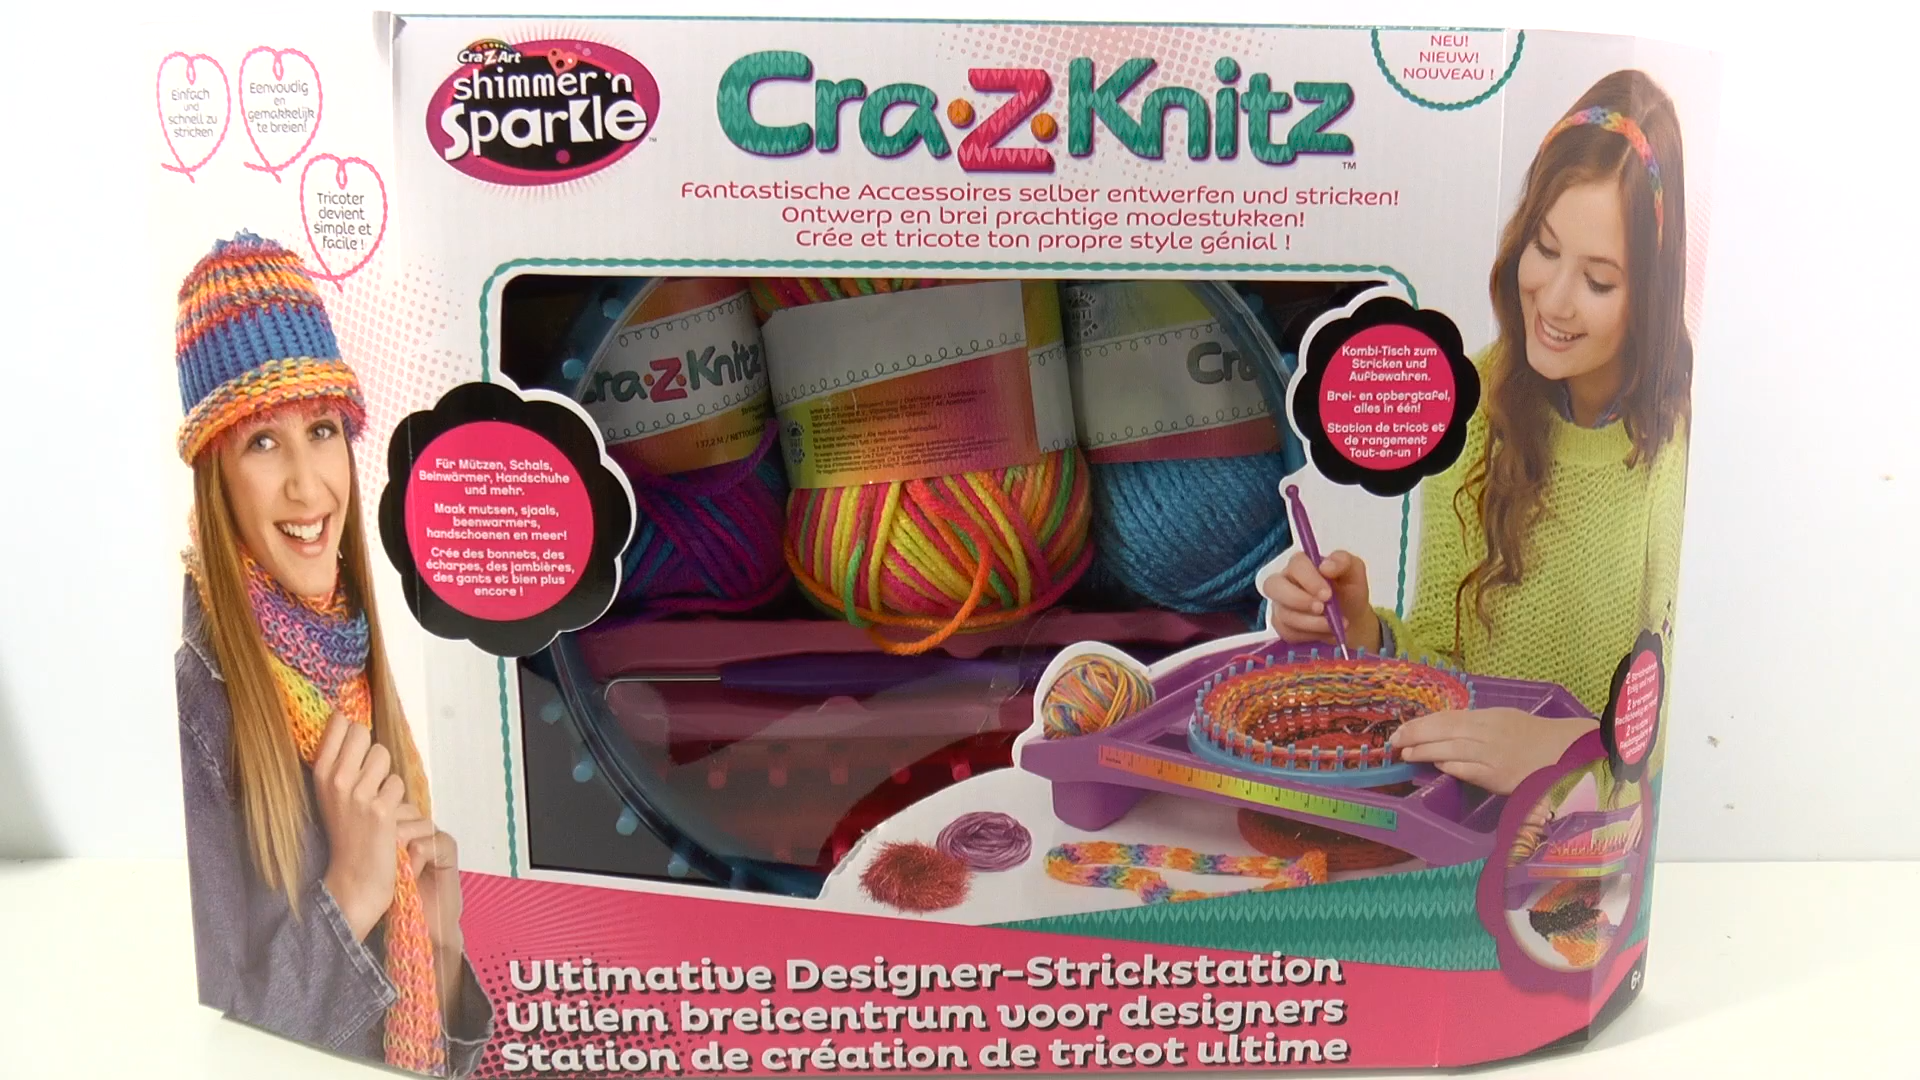 Einfach
und
schnell zu
stricken
Eenvoudig
en
gemakkelijk
te breien!
Tricoter
devient
simple et
facile !
Cra-Z-Art
shimmer 'n
Sparkle™
Cra·Z·Knitz™
NEU!
NIEUW!
NOUVEAU !
Fantastische Accessoires selber entwerfen und stricken!
Ontwerp en brei prachtige modestukken!
Crée et tricote ton propre style génial !
Für Mützen, Schals,
Beinwärmer, Handschuhe
und mehr.
Maak mutsen, sjaals,
beenwarmers,
handschoenen en meer!
Crée des bonnets, des
écharpes, des jambières,
des gants et bien plus
encore !
ra·Z·Knitz
Cra
Kombi-Tisch zum
Stricken und
Aufbewahren.
Brei- en opbergtafel,
alles in één!
Station de tricot et
de rangement
Tout-en-un !
Ultimative Designer-Strickstation
Ultiem breicentrum voor designers
Station de création de tricot ultime
6+